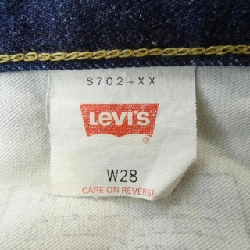 S702-XX
Levi's
®
W28
CARE ON REVERSE